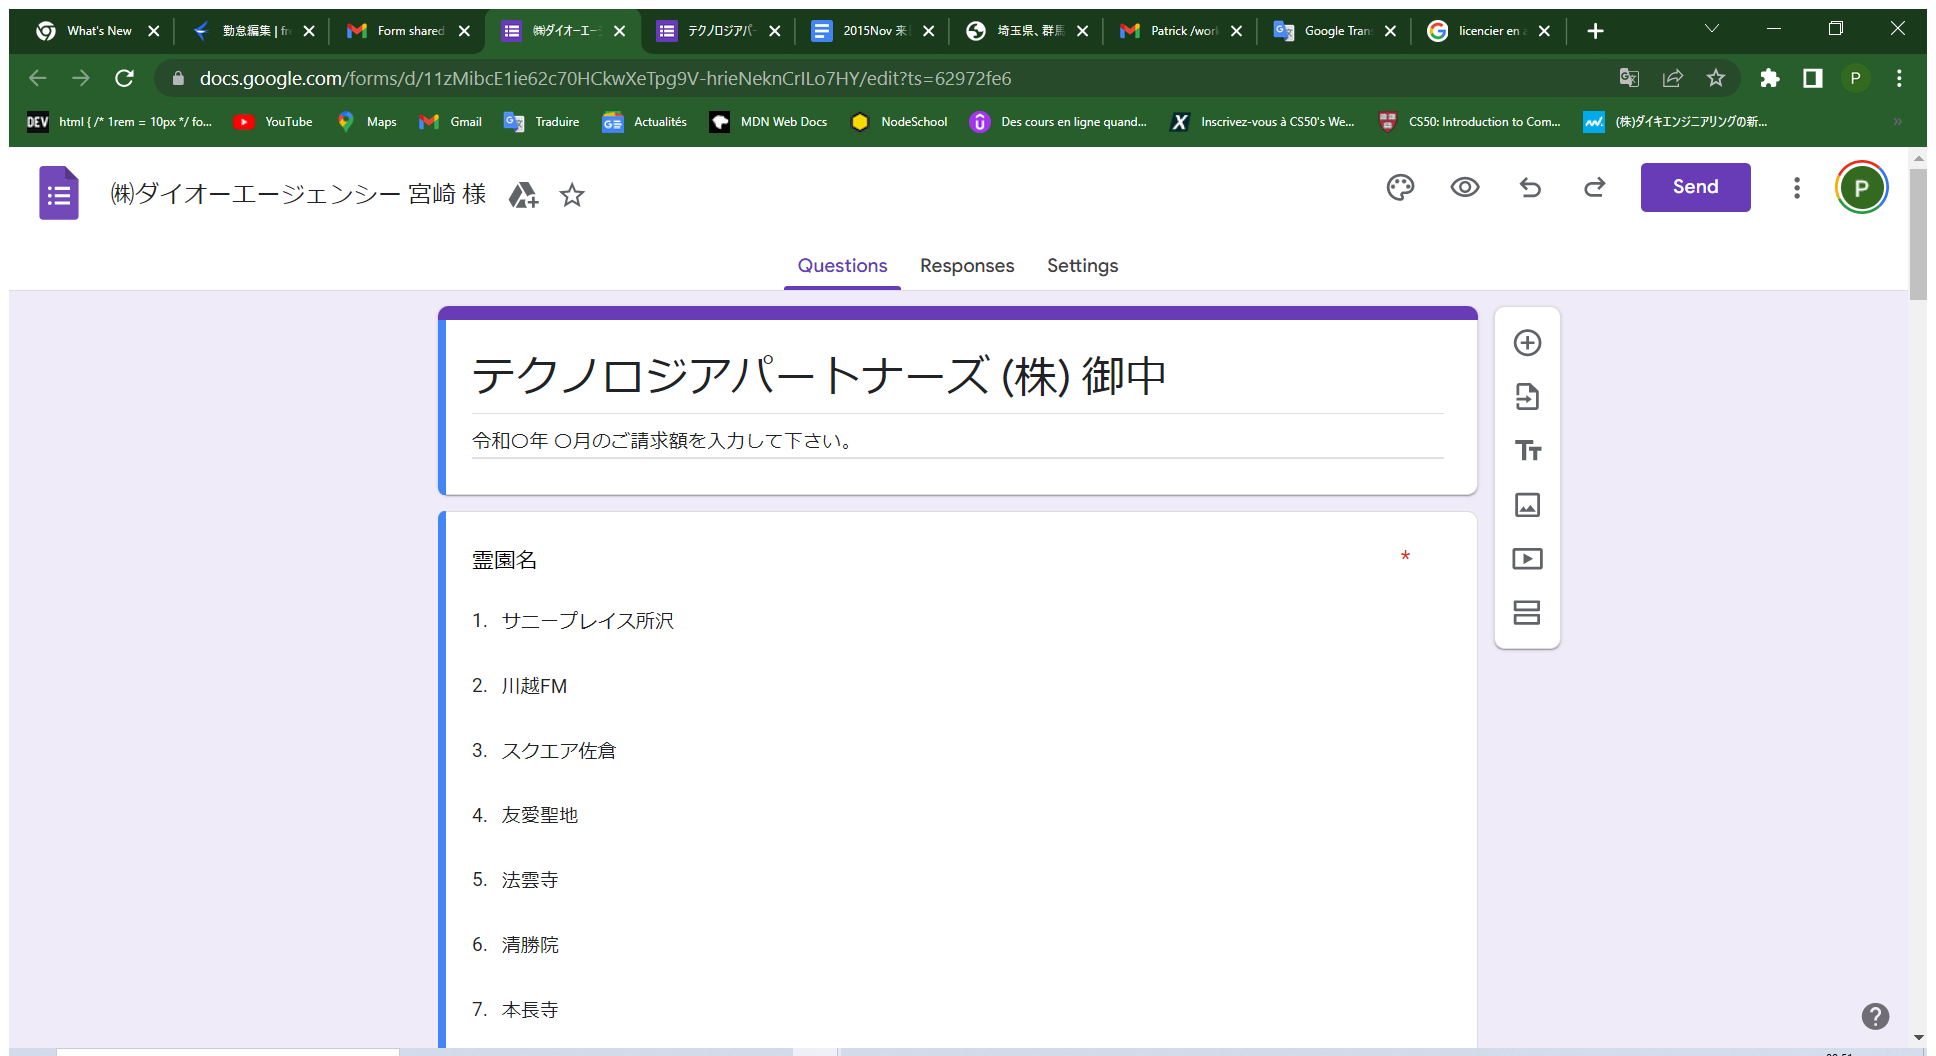 What's New
勤怠編集 | fr
Form shared
㈱ダイオーエー
テクノロジアパー
2015Nov 来
埼玉県、群馬
Patrick /worl
Google Tran
licencier en a
docs.google.com/forms/d/11zMibcE1ie62c70HCkwXeTpg9V-hrieNeknCrILo7HY/edit?ts=62972fe6
P
DEV html { /* 1rem = 10px */ fo...
YouTube
Maps
Gmail
Traduire
Actualités
MDN Web Docs
NodeSchool
Des cours en ligne quand...
Inscrivez-vous à CS50's We...
CS50: Introduction to Com...
(株)ダイキエンジニアリングの新...
»
㈱ダイオーエージェンシー 宮崎 様
Send
P
Questions
Responses
Settings
テクノロジアパートナーズ (株) 御中
令和〇年 〇月のご請求額を入力して下さい。
霊園名 *
1. サニープレイス所沢
2. 川越FM
3. スクエア佐倉
4. 友愛聖地
5. 法雲寺
6. 清勝院
7. 本長寺